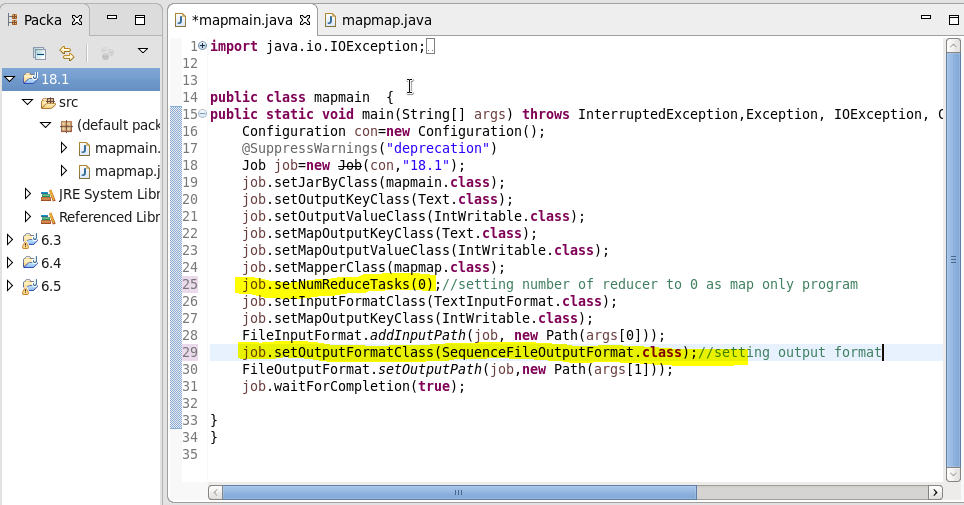 Packa
*mapmain.java
mapmap.java
18.1
src
(default pack
mapmain.
mapmap.j
JRE System Libr
Referenced Libr
6.3
6.4
6.5
1 import java.io.IOException;
12
13
14 public class mapmain  {
15 public static void main(String[] args) throws InterruptedException,Exception, IOException, C
16     Configuration con=new Configuration();
17     @SuppressWarnings("deprecation")
18     Job job=new Job(con,"18.1");
19     job.setJarByClass(mapmain.class);
20     job.setOutputKeyClass(Text.class);
21     job.setOutputValueClass(IntWritable.class);
22     job.setMapOutputKeyClass(Text.class);
23     job.setMapOutputValueClass(IntWritable.class);
24     job.setMapperClass(mapmap.class);
25     job.setNumReduceTasks(0);//setting number of reducer to 0 as map only program
26     job.setInputFormatClass(TextInputFormat.class);
27     job.setMapOutputKeyClass(IntWritable.class);
28     FileInputFormat.addInputPath(job, new Path(args[0]));
29     job.setOutputFormatClass(SequenceFileOutputFormat.class);//setting output format
30     FileOutputFormat.setOutputPath(job,new Path(args[1]));
31     job.waitForCompletion(true);
32
33 }
34 }
35